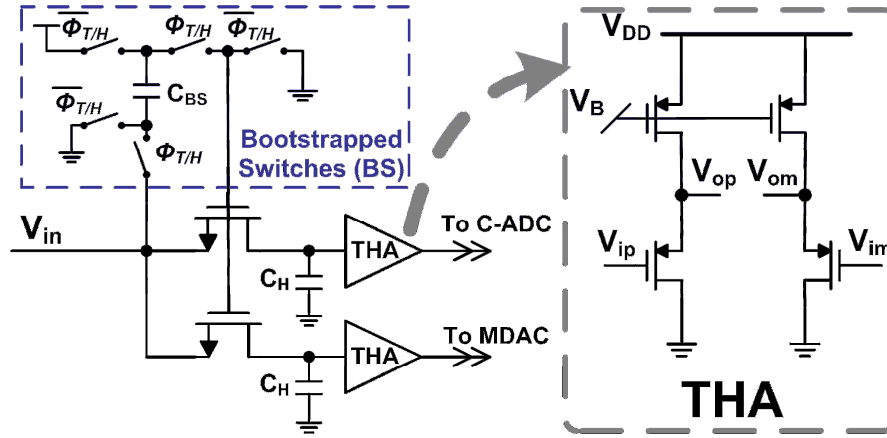 Φ̅T/H
ΦT/H
Φ̅T/H
Φ̅T/H
CBS
ΦT/H
Bootstrapped
Switches (BS)
Vin
THA
To C-ADC
CH
THA
To MDAC
CH
VDD
VB
Vop
Vom
Vip
Vim
THA